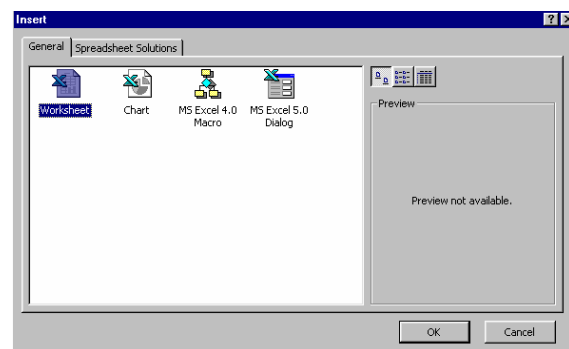 Insert
General Spreadsheet Solutions
Worksheet Chart MS Excel 4.0 MS Excel 5.0
Macro Dialog
Preview
Preview not available.
OK Cancel